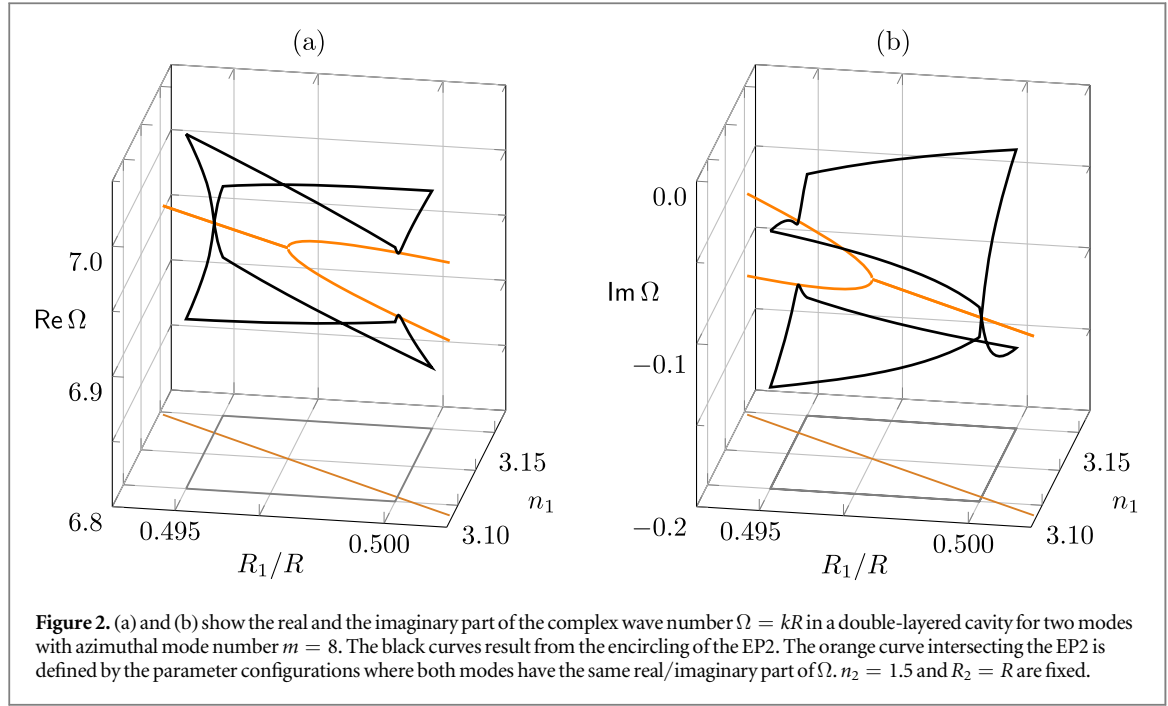 (a)
(b)
7.0
Re Ω
6.9
6.8
0.495
0.500
R₁/R
3.15
n₁
3.10
0.0
Im Ω
−0.1
−0.2
0.495
0.500
R₁/R
3.15
n₁
3.10
Figure 2. (a) and (b) show the real and the imaginary part of the complex wave number Ω = kR in a double-layered cavity for two modes
with azimuthal mode number m = 8. The black curves result from the encircling of the EP2. The orange curve intersecting the EP2 is
defined by the parameter configurations where both modes have the same real/imaginary part of Ω. n₂ = 1.5 and R₂ = R are fixed.